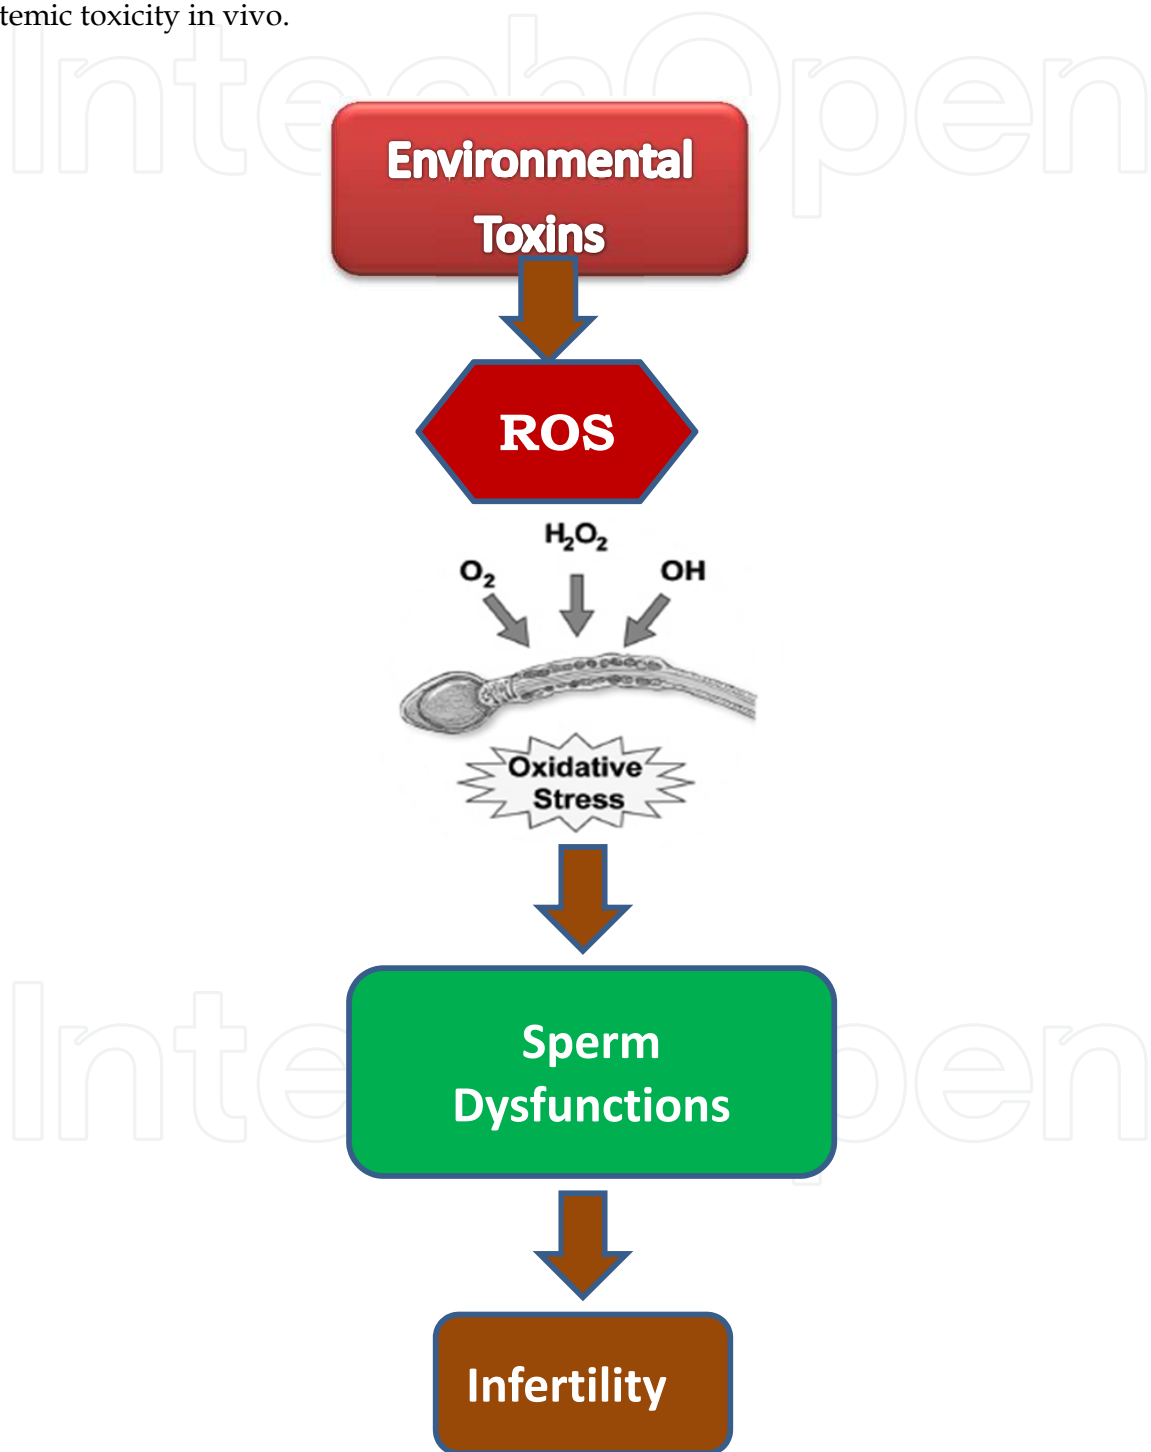 temic toxicity in vivo.
IntechOpen
Environmental
Toxins
ROS
H₂O₂
O₂
OH
Oxidative
Stress
IntechOpen
Sperm
Dysfunctions
Infertility